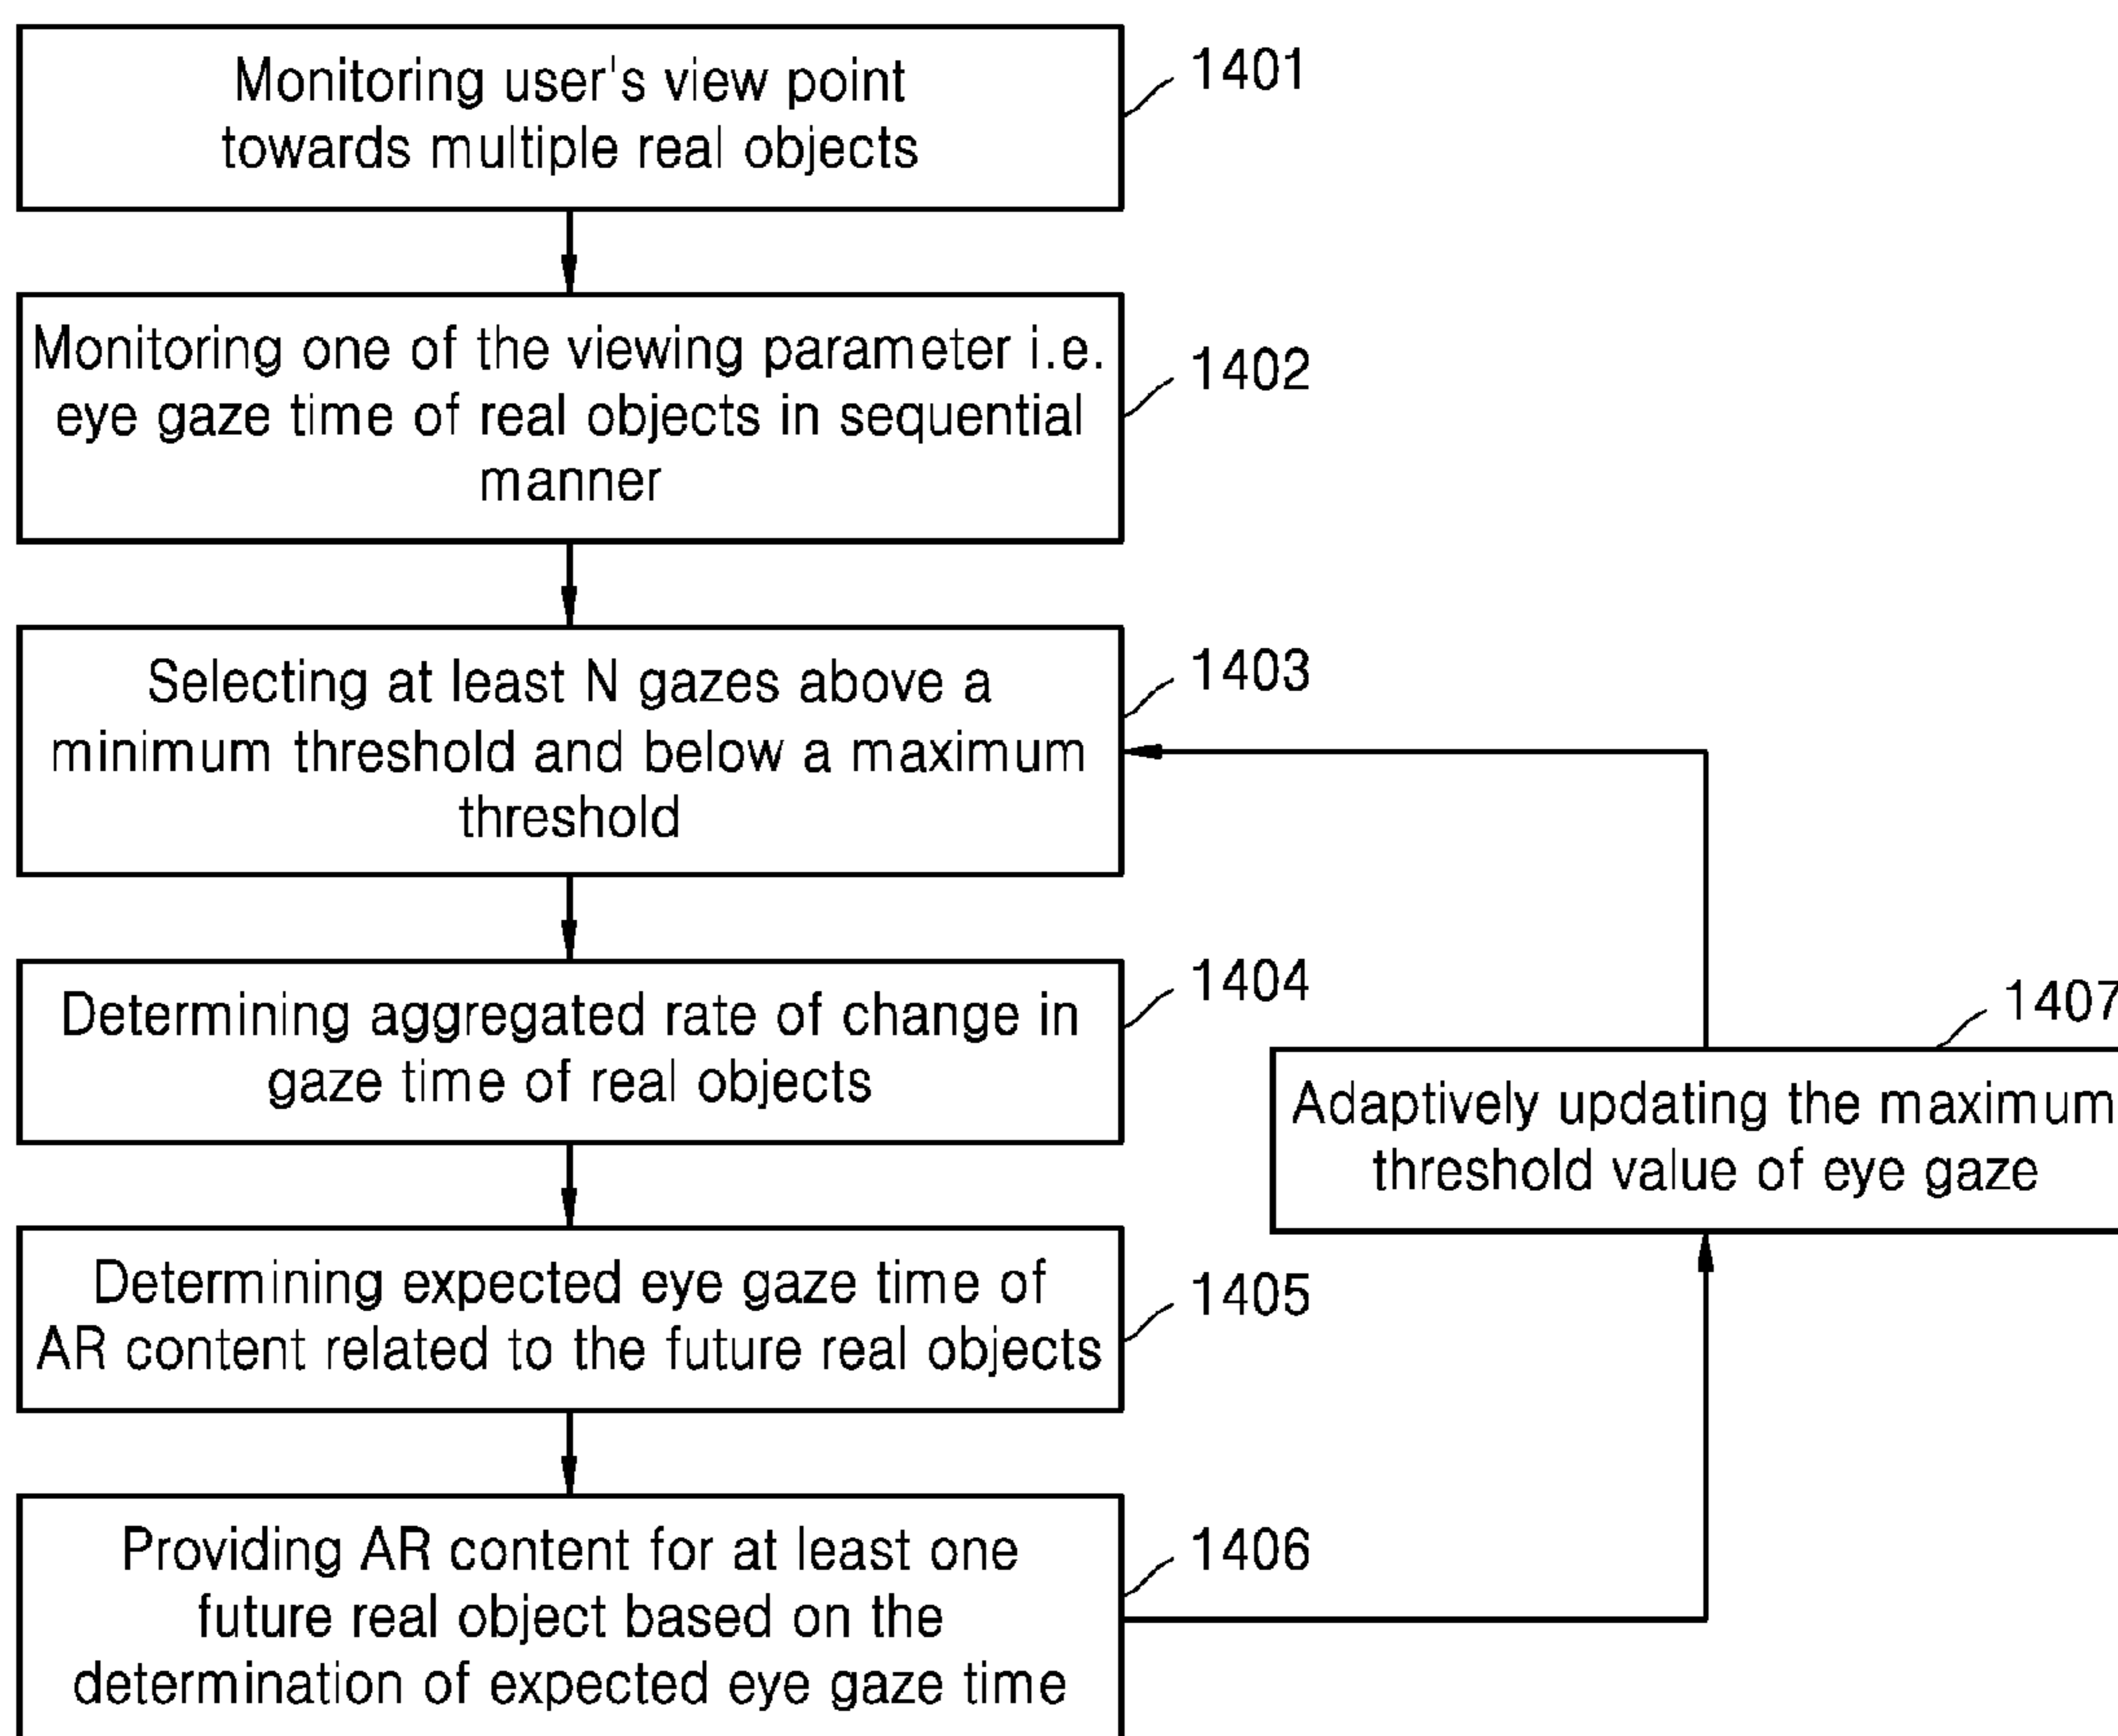 Monitoring user's view point
towards multiple real objects
1401
Monitoring one of the viewing parameter i.e.
eye gaze time of real objects in sequential
manner
1402
Selecting at least N gazes above a
minimum threshold and below a maximum
threshold
1403
Determining aggregated rate of change in
gaze time of real objects
1404
Adaptively updating the maximum
threshold value of eye gaze
1407
Determining expected eye gaze time of
AR content related to the future real objects
1405
Providing AR content for at least one
future real object based on the
determination of expected eye gaze time
1406